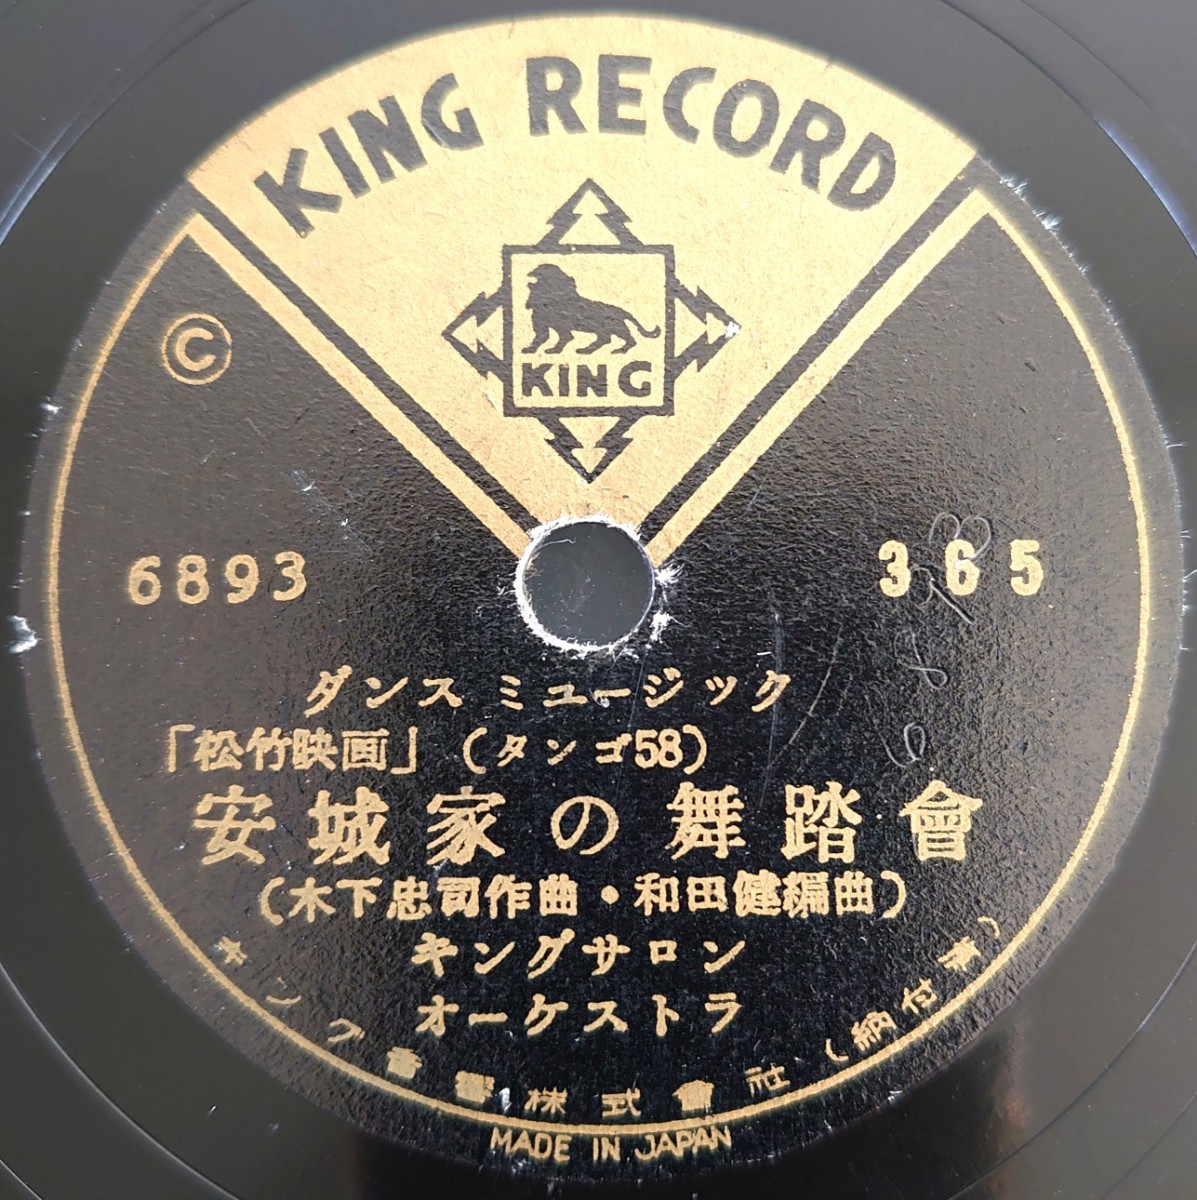 KING RECORD
KING
©
6893
365
ダンス ミュージック
「松竹映画」(タンゴ58)
安城家の舞踏會
(木下忠司作曲・和田健編曲)
キングサロン
オーケストラ
キング音響株式會社(納付済)
MADE IN JAPAN